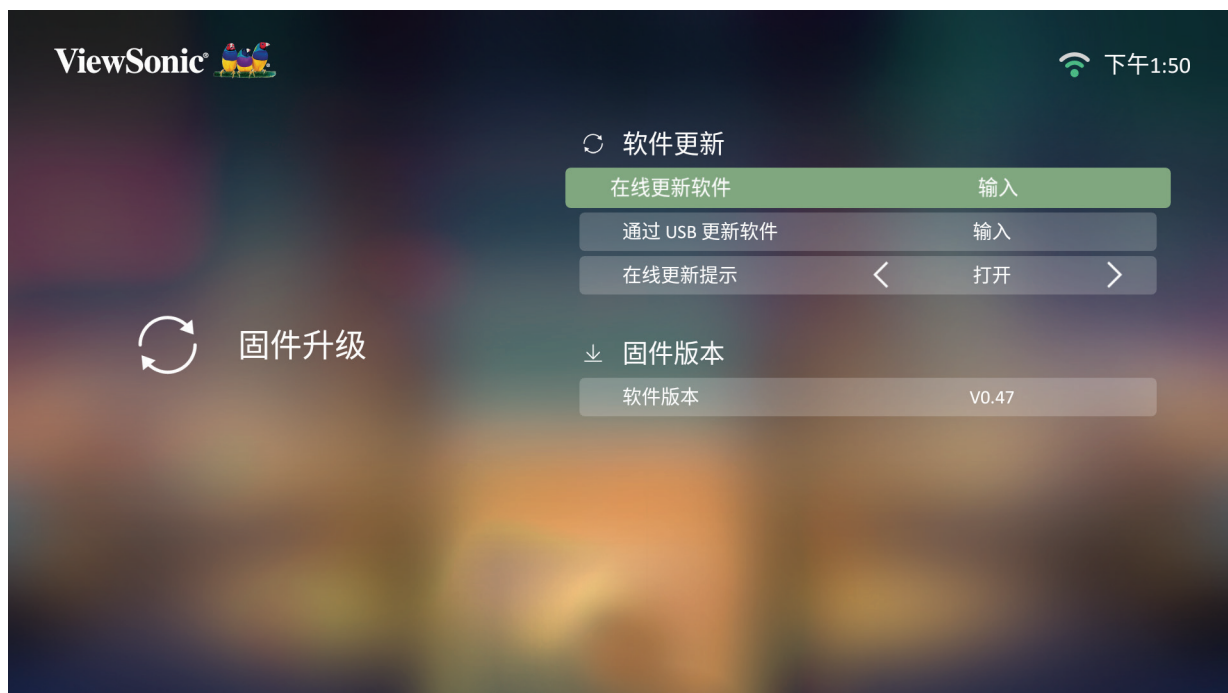 ViewSonic®
下午1:50
软件更新
在线更新软件 输入
通过 USB 更新软件 输入
在线更新提示 打开
固件升级
固件版本
软件版本 V0.47